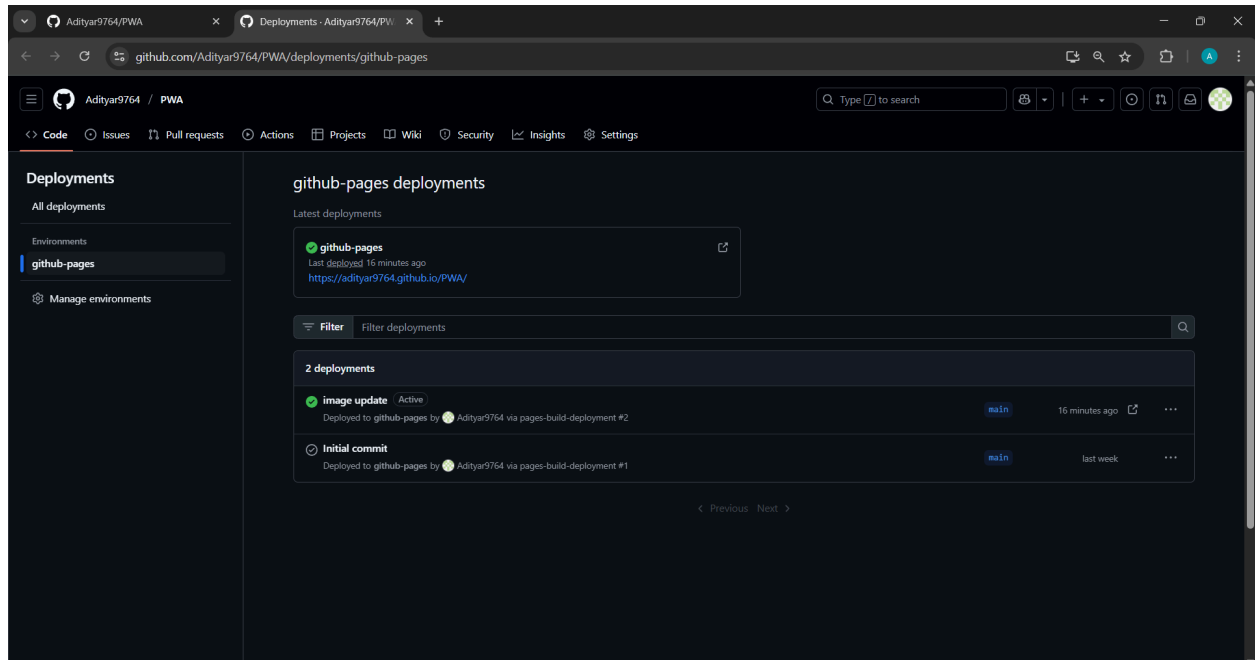 Adityar9764/PWA
Deployments · Adityar9764/PW
github.com/Adityar9764/PWA/deployments/github-pages
A
Adityar9764 / PWA
Type / to search
Code Issues Pull requests Actions Projects Wiki Security Insights Settings
Deployments
All deployments
Environments
github-pages
Manage environments
github-pages deployments
Latest deployments
github-pages
Last deployed 16 minutes ago
https://adityar9764.github.io/PWA/
Filter Filter deployments
2 deployments
image update Active
Deployed to github-pages by Adityar9764 via pages-build-deployment #2
main 16 minutes ago
Initial commit
Deployed to github-pages by Adityar9764 via pages-build-deployment #1
main last week
Previous Next